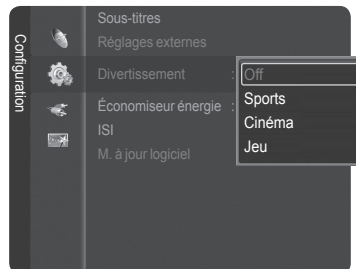 Configuration
Sous-titres
Réglages externes
Divertissement : Off
Sports
Économiseur énergie :
Cinéma
ISI
Jeu
M. à jour logiciel